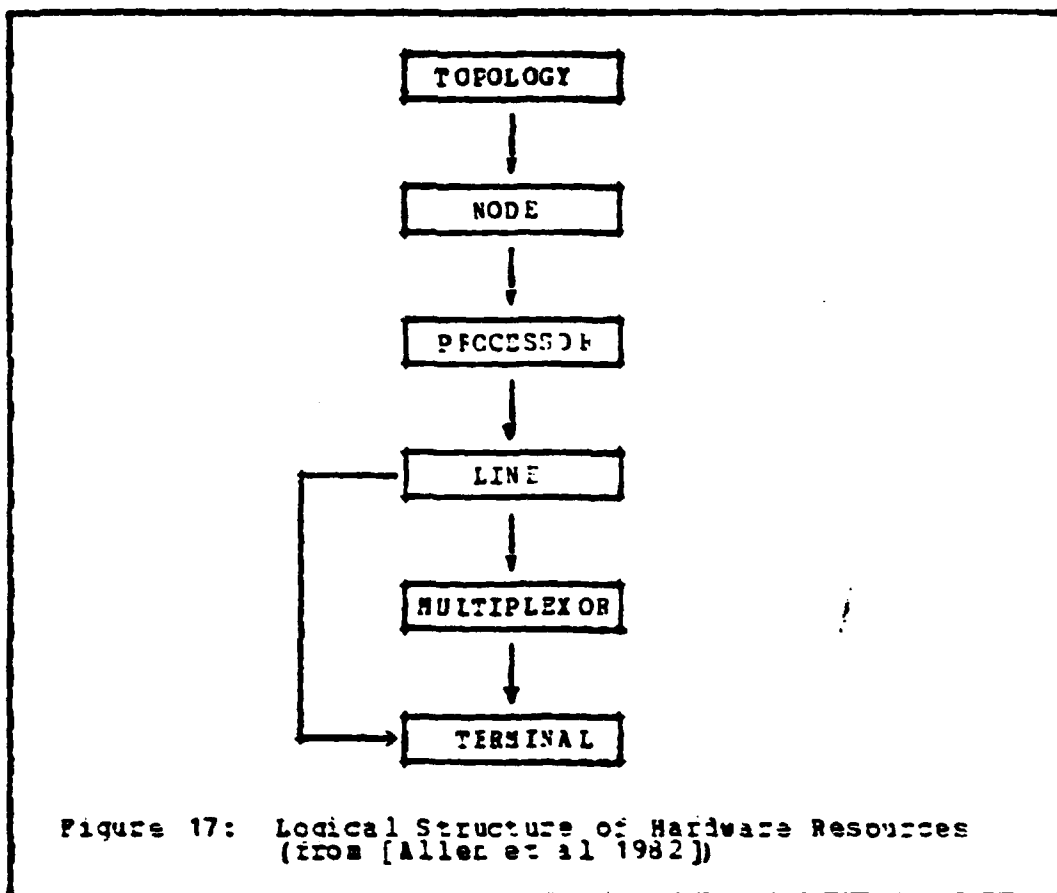 TOPOLOGY
NODE
PROCESSOR
LINE
MULTIPLEXOR
TERMINAL
Figure 17: Logical Structure of Hardware Resources
(from [Allen et al 1982])